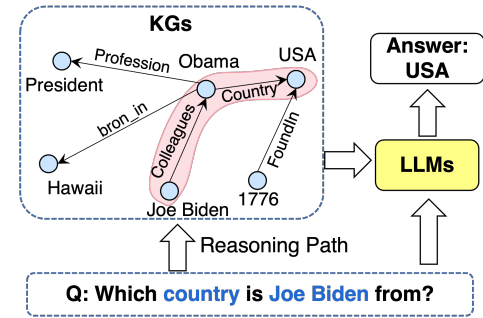 KGs
Profession
Obama
USA
President
Country
bron_in
Colleagues
FoundIn
Hawaii
Joe Biden
1776
Answer:
USA
LLMs
Reasoning Path
Q: Which country is Joe Biden from?